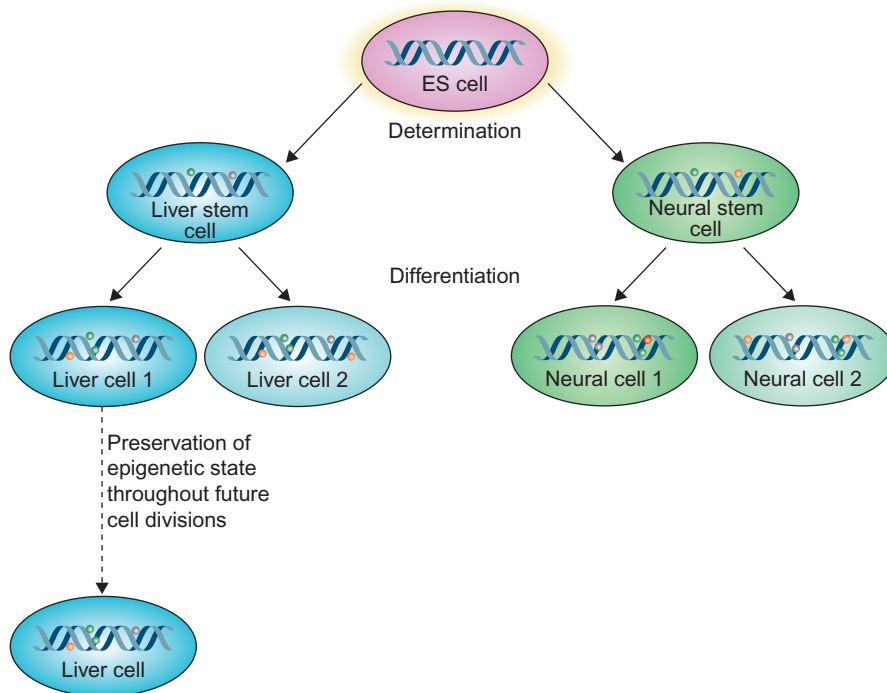 ES cell
Determination
Liver stem
cell
Neural stem
cell
Differentiation
Liver cell 1
Liver cell 2
Neural cell 1
Neural cell 2
Preservation of
epigenetic state
throughout future
cell divisions
Liver cell